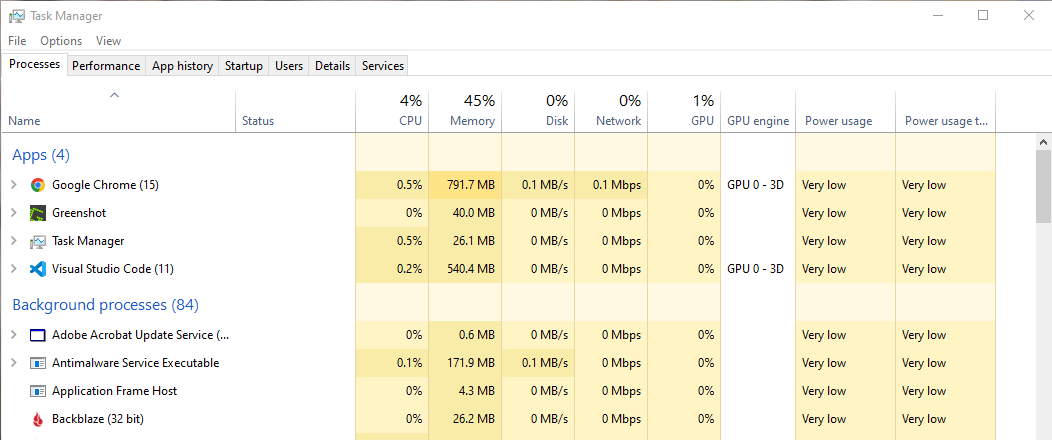 Task Manager
File Options View
Processes Performance App history Startup Users Details Services
4% 45% 0% 0% 1%
Name Status CPU Memory Disk Network GPU GPU engine Power usage Power usage t...
Apps (4)
Google Chrome (15) 0.5% 791.7 MB 0.1 MB/s 0.1 Mbps 0% GPU 0 - 3D Very low Very low
Greenshot 0% 40.0 MB 0 MB/s 0 Mbps 0% Very low Very low
Task Manager 0.5% 26.1 MB 0 MB/s 0 Mbps 0% Very low Very low
Visual Studio Code (11) 0.2% 540.4 MB 0 MB/s 0 Mbps 0% GPU 0 - 3D Very low Very low
Background processes (84)
Adobe Acrobat Update Service (... 0% 0.6 MB 0 MB/s 0 Mbps 0% Very low Very low
Antimalware Service Executable 0.1% 171.9 MB 0.1 MB/s 0 Mbps 0% Very low Very low
Application Frame Host 0% 4.3 MB 0 MB/s 0 Mbps 0% Very low Very low
Backblaze (32 bit) 0% 26.2 MB 0 MB/s 0 Mbps 0% Very low Very low